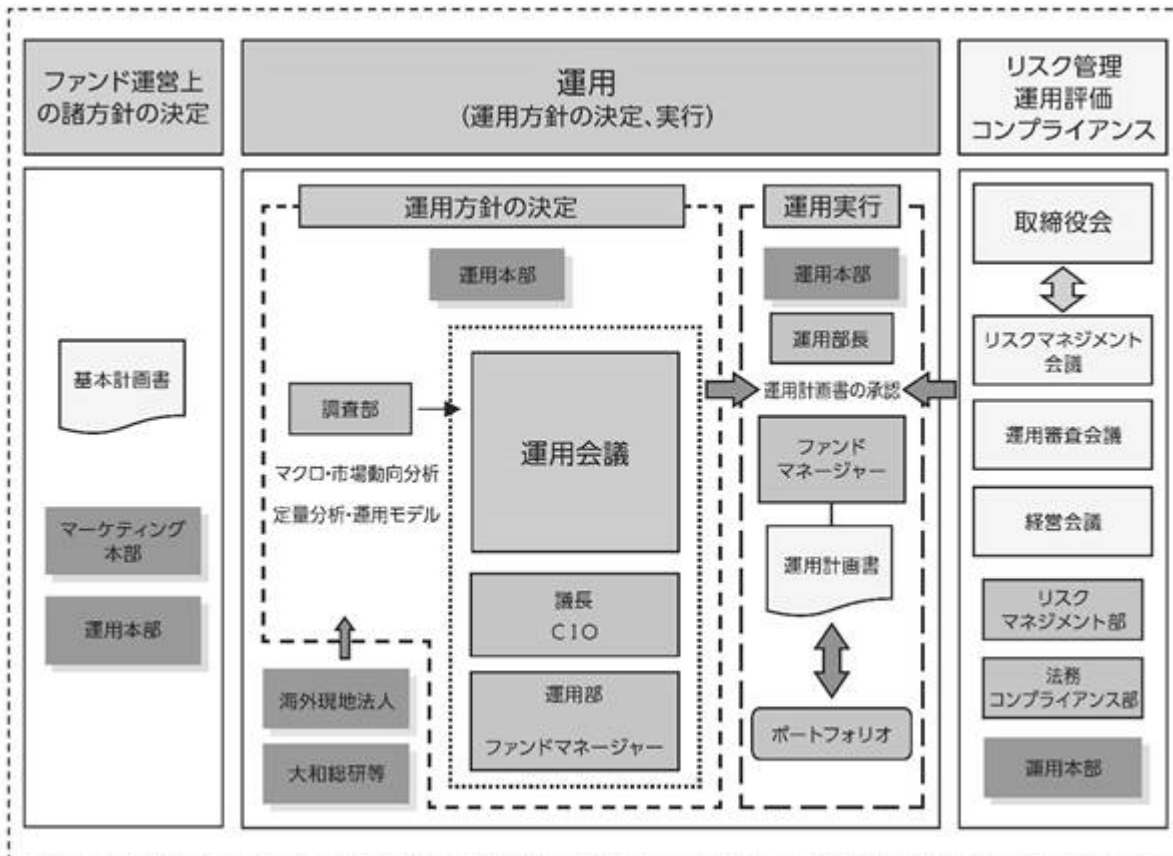 ファンド運営上
の諸方針の決定
運用
(運用方針の決定、実行)
リスク管理
運用評価
コンプライアンス
基本計画書
マーケティング
本部
運用本部
運用方針の決定
運用本部
調査部
マクロ・市場動向分析
定量分析・運用モデル
運用会議
議長
CIO
運用部
ファンドマネージャー
海外現地法人
大和総研等
運用実行
運用本部
運用部長
運用計画書の承認
ファンド
マネージャー
運用計画書
ポートフォリオ
取締役会
リスクマネジメント
会議
運用審査会議
経営会議
リスク
マネジメント部
法務
コンプライアンス部
運用本部